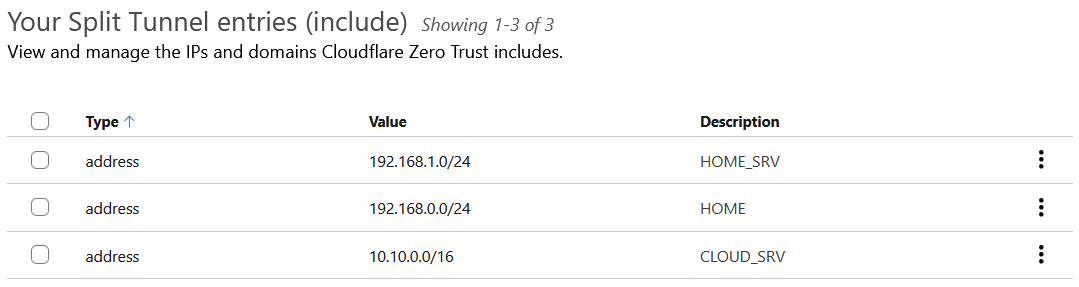 Your Split Tunnel entries (include) Showing 1-3 of 3
View and manage the IPs and domains Cloudflare Zero Trust includes.
Type ↑ Value Description
address 192.168.1.0/24 HOME_SRV
address 192.168.0.0/24 HOME
address 10.10.0.0/16 CLOUD_SRV